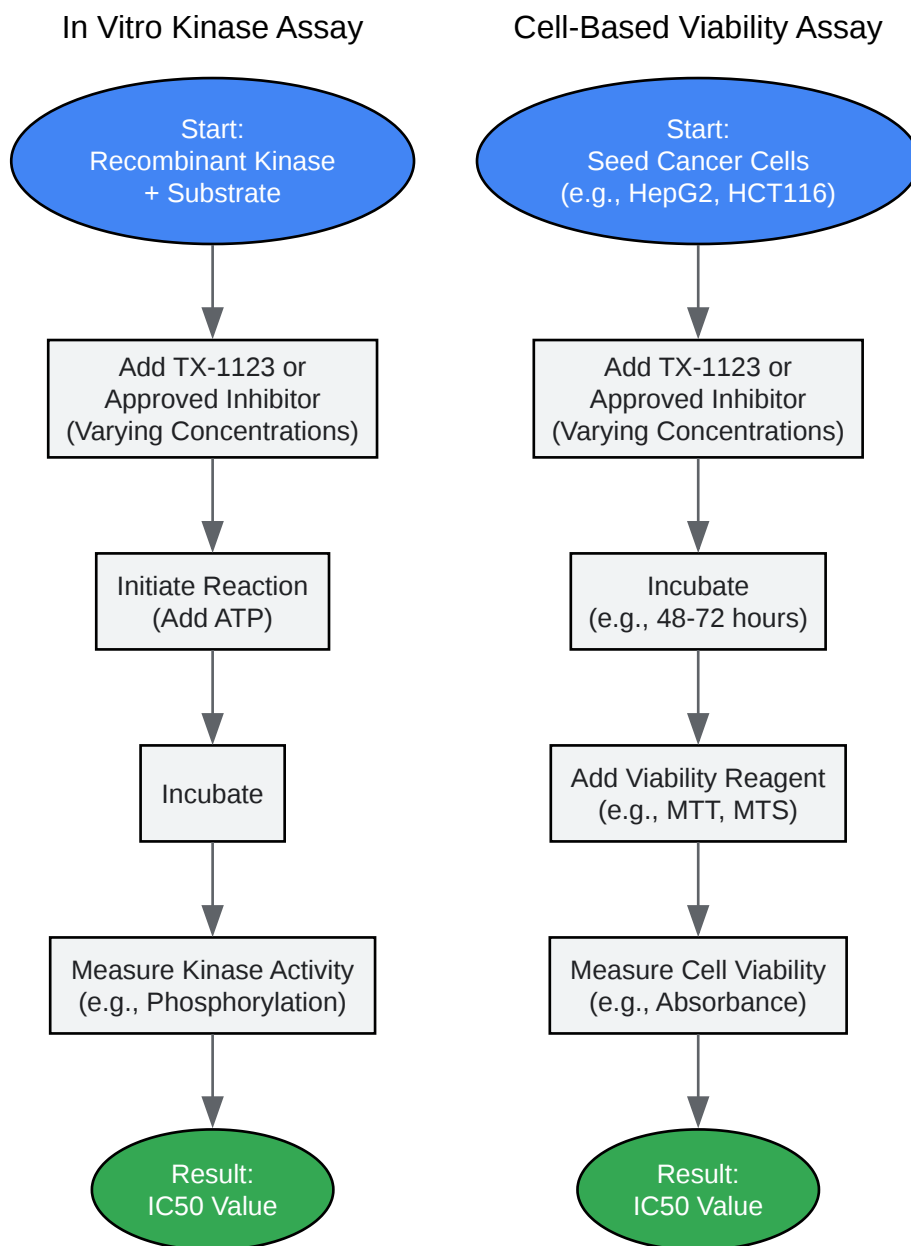 In Vitro Kinase Assay
Start:
Recombinant Kinase
+ Substrate
Add TX-1123 or
Approved Inhibitor
(Varying Concentrations)
Initiate Reaction
(Add ATP)
Incubate
Measure Kinase Activity
(e.g., Phosphorylation)
Result:
IC50 Value
Cell-Based Viability Assay
Start:
Seed Cancer Cells
(e.g., HepG2, HCT116)
Add TX-1123 or
Approved Inhibitor
(Varying Concentrations)
Incubate
(e.g., 48-72 hours)
Add Viability Reagent
(e.g., MTT, MTS)
Measure Cell Viability
(e.g., Absorbance)
Result:
IC50 Value